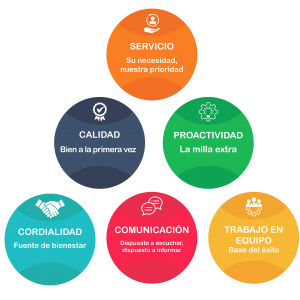 SERVICIO
Su necesidad,
nuestra prioridad
CALIDAD
Bien a la primera vez
PROACTIVIDAD
La milla extra
CORDIALIDAD
Fuente de bienestar
COMUNICACIÓN
Dispuesto a escuchar,
dispuesto a informar
TRABAJO EN
EQUIPO
Base del éxito